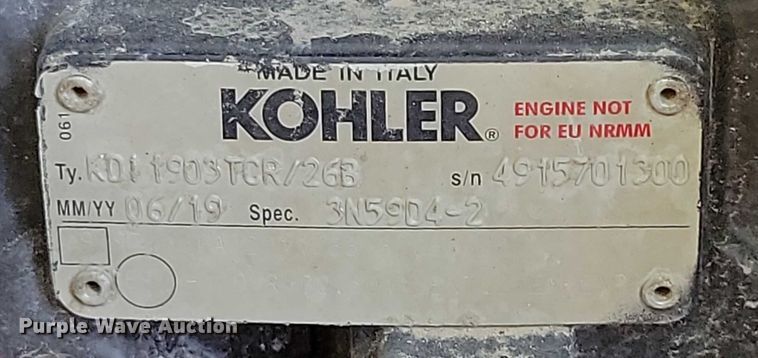 MADE IN ITALY
KOHLER®
ENGINE NOT
FOR EU NRMM
061
Ty. KDI 1903TCR/26B s/n 4915701300
MM/YY 06/19 Spec. 3N59D4-2
Purple Wave Auction